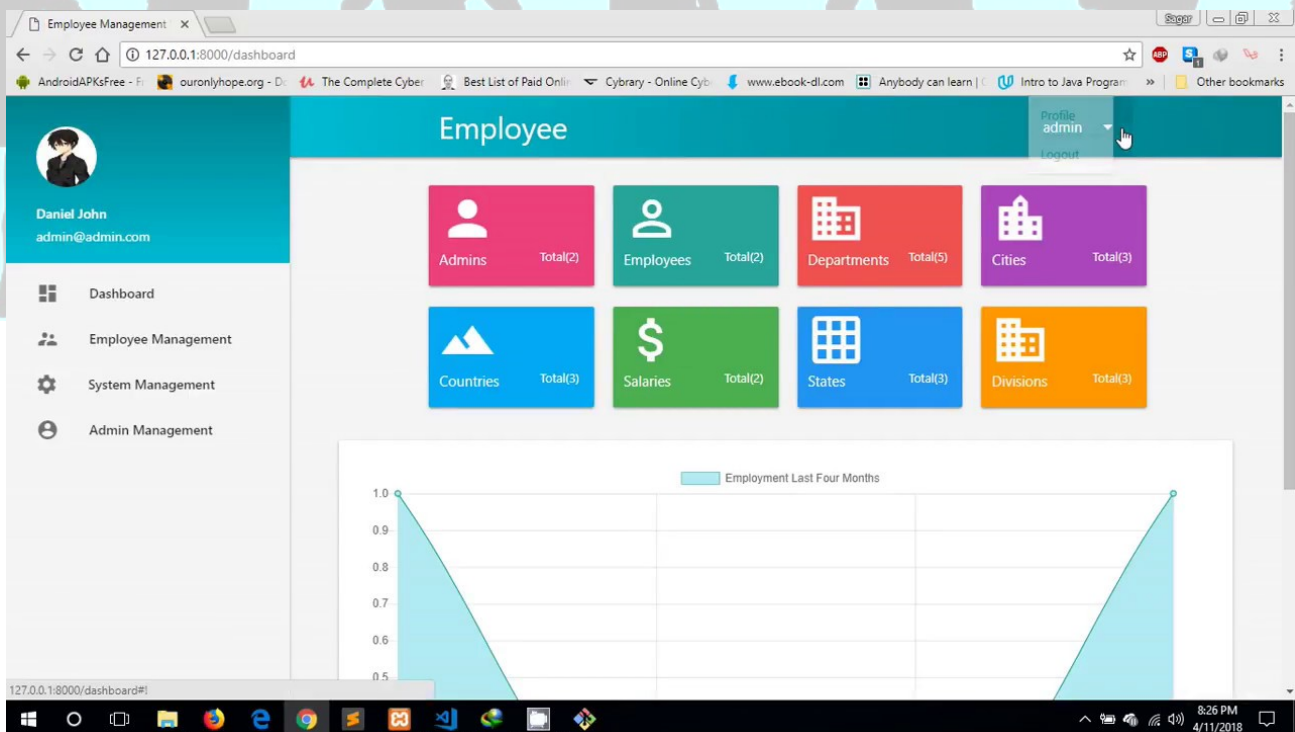 Employee Management
Sagar
127.0.0.1:8000/dashboard
ABP
AndroidAPKsFree - F
ouronlyhope.org - Do
The Complete Cyber
Best List of Paid Onlin
Cybrary - Online Cyb
www.ebook-dl.com
Anybody can learn |
Intro to Java Program
»
Other bookmarks
Employee
Profile
admin
Logout
Daniel John
admin@admin.com
Dashboard
Employee Management
System Management
Admin Management
Admins Total(2)
Employees Total(2)
Departments Total(5)
Cities Total(3)
Countries Total(3)
Salaries Total(2)
States Total(3)
Divisions Total(3)
Employment Last Four Months
1.0
0.9
0.8
0.7
0.6
0.5
127.0.0.1:8000/dashboard#!
8:26 PM
4/11/2018